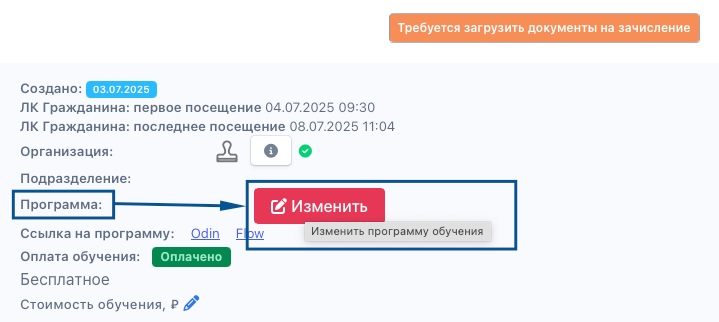 Требуется загрузить документы на зачисление
Создано: 03.07.2025
ЛК Гражданина: первое посещение 04.07.2025 09:30
ЛК Гражданина: последнее посещение 08.07.2025 11:04
Организация:
Подразделение:
Программа: Изменить
Изменить программу обучения
Ссылка на программу: Odin Flow
Оплата обучения: Оплачено
Бесплатное
Стоимость обучения, ₽